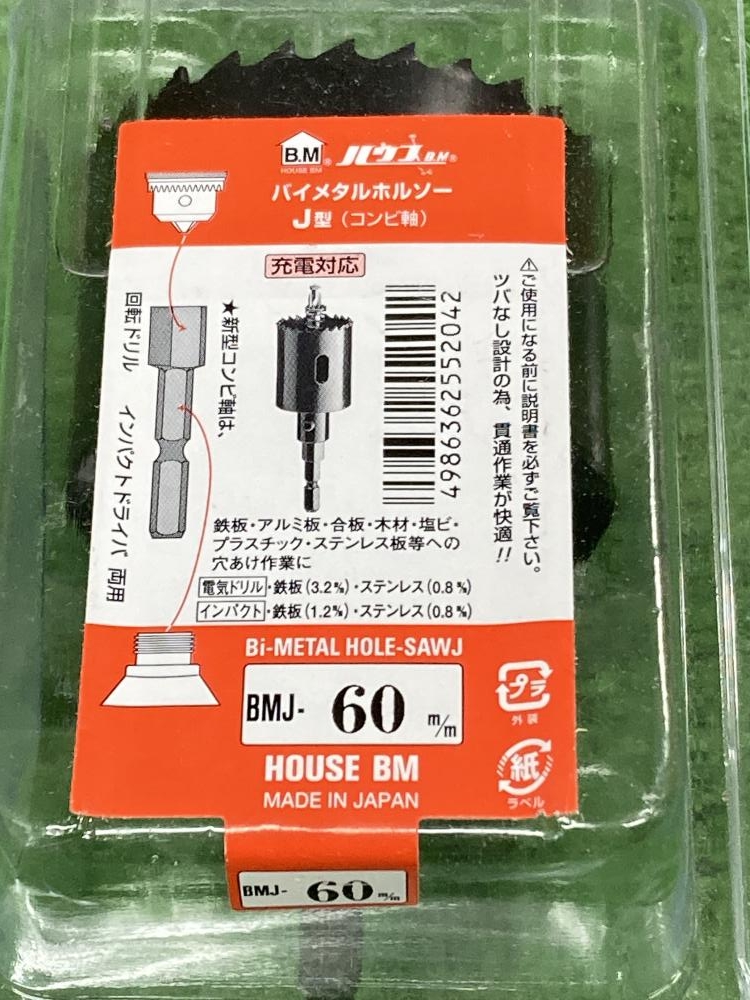 B.M®
HOUSE BM
ハウスB.M®
バイメタルホルソー
J型（コンビ軸）
充電対応
⚠ご使用になる前に説明書を必ずご覧下さい。
ツバなし設計の為、貫通作業が快適!!
4986362552042
★新型コンビ軸は、
回転ドリル インパクトドライバ 両用
鉄板・アルミ板・合板・木材・塩ビ・
プラスチック・ステンレス板等への
穴あけ作業に
電気ドリル・鉄板(3.2㎜)・ステンレス(0.8㎜)
インパクト・鉄板(1.2㎜)・ステンレス(0.8㎜)
Bi-METAL HOLE-SAWJ
BMJ- 60 m/m
プラ
外装
HOUSE BM
紙
ラベル
MADE IN JAPAN
BMJ- 60 m/m